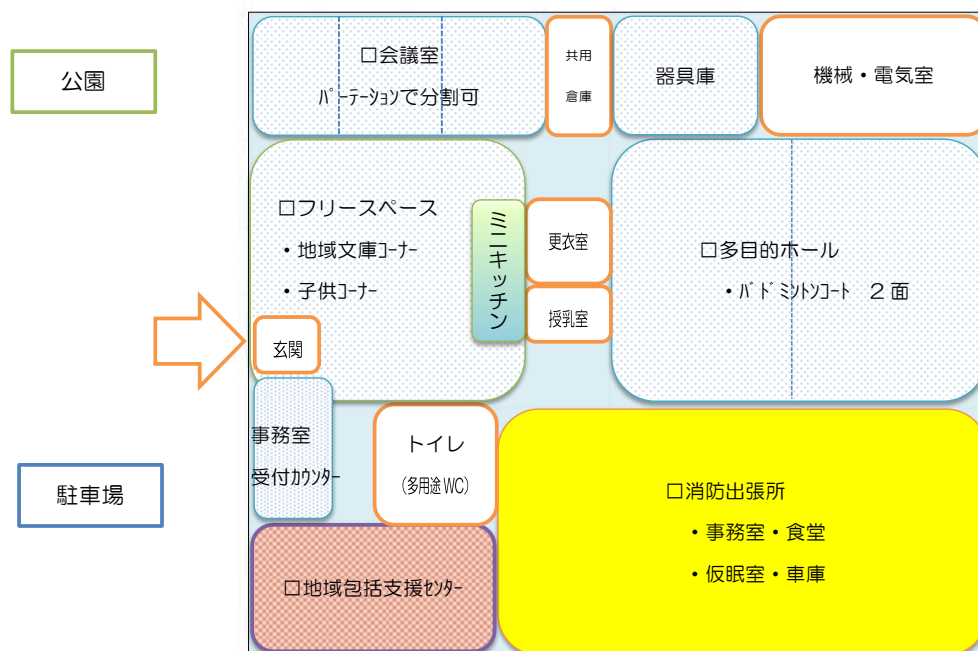 公園
□会議室
ﾊﾟｰﾃｰｼｮﾝで分割可
共用
倉庫
器具庫
機械・電気室
□フリースペース
・地域文庫ｺｰﾅｰ
・子供ｺｰﾅｰ
ミニキッチン
更衣室
授乳室
□多目的ホール
・ﾊﾞﾄﾞﾐﾝﾄﾝｺｰﾄ　２面
玄関
事務室
受付ｶｳﾝﾀｰ
トイレ
(多用途WC)
駐車場
□消防出張所
・事務室・食堂
・仮眠室・車庫
□地域包括支援ｾﾝﾀｰ